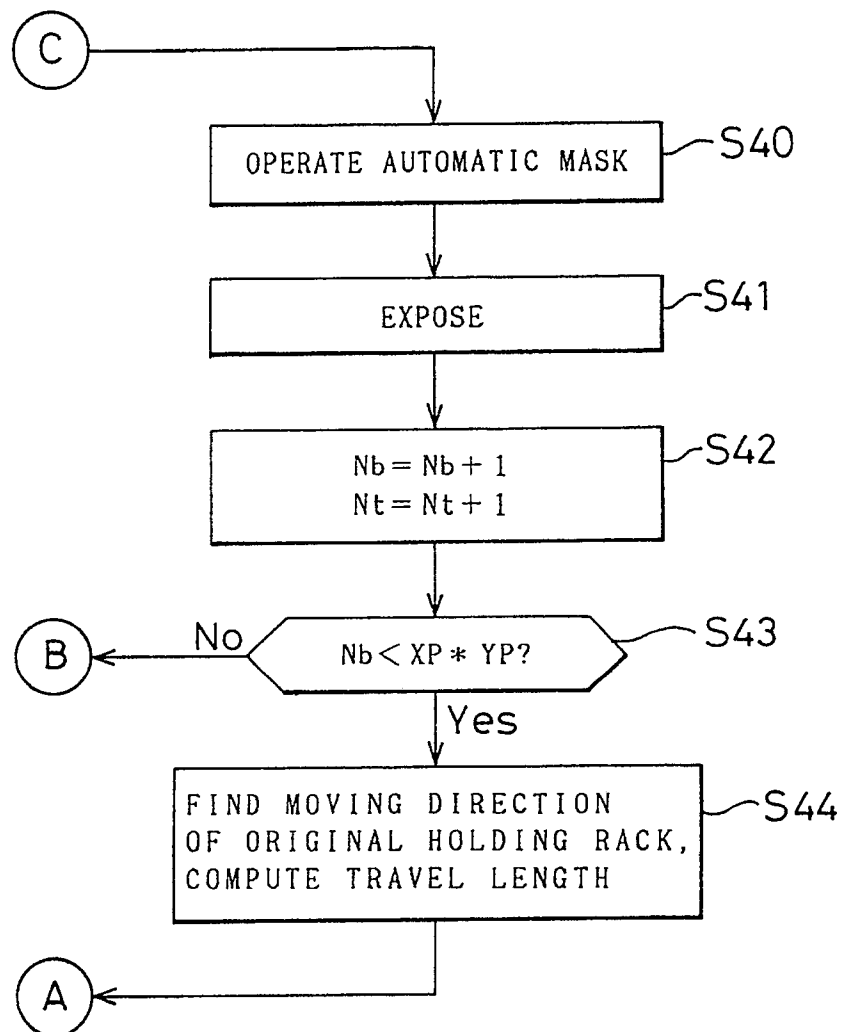 C
OPERATE AUTOMATIC MASK
S40
EXPOSE
S41
Nb = Nb + 1
Nt = Nt + 1
S42
Nb < XP * YP?
S43
No
B
Yes
FIND MOVING DIRECTION
OF ORIGINAL HOLDING RACK,
COMPUTE TRAVEL LENGTH
S44
A